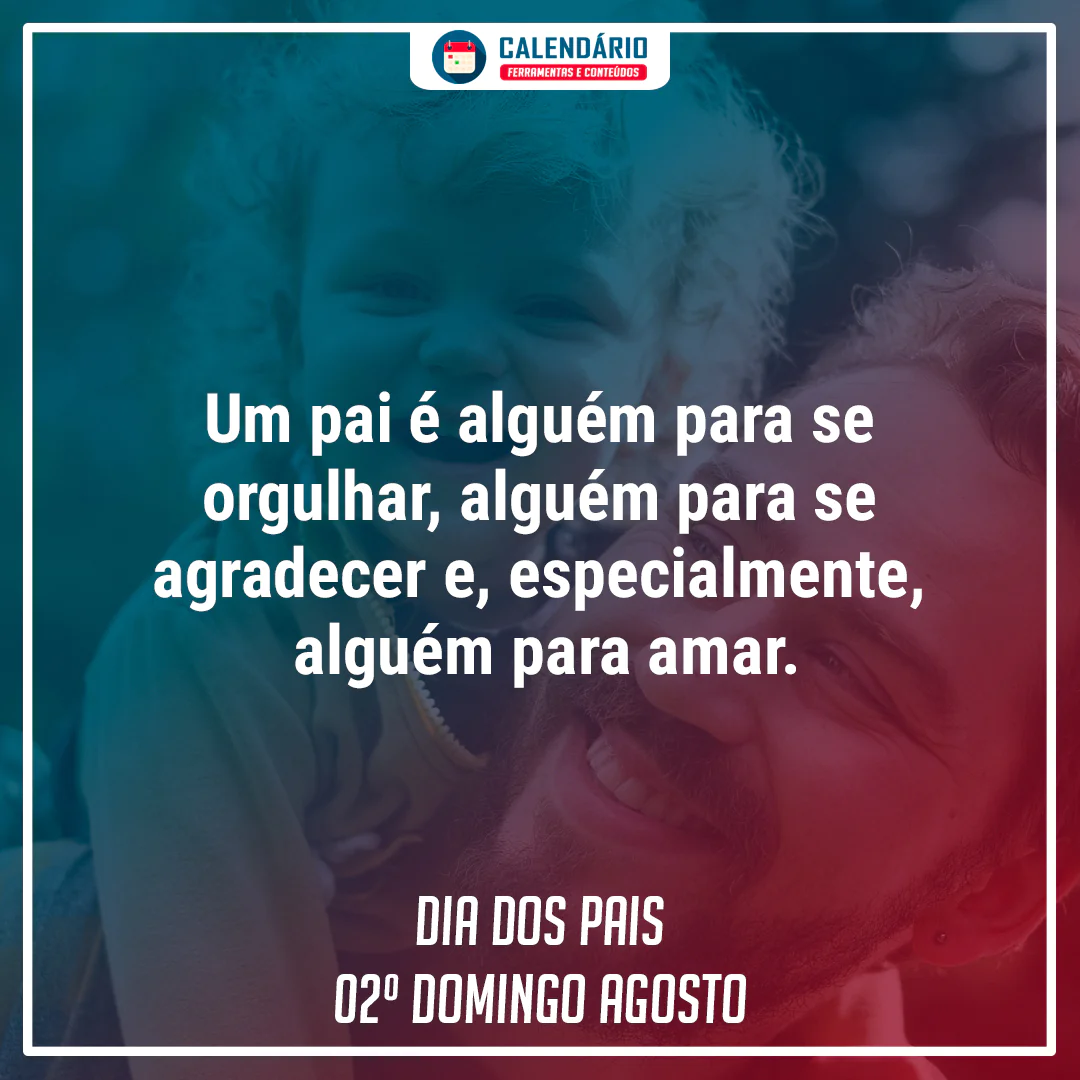 CALENDÁRIO
FERRAMENTAS E CONTEÚDOS
Um pai é alguém para se
orgulhar, alguém para se
agradecer e, especialmente,
alguém para amar.
DIA DOS PAIS
02º DOMINGO AGOSTO